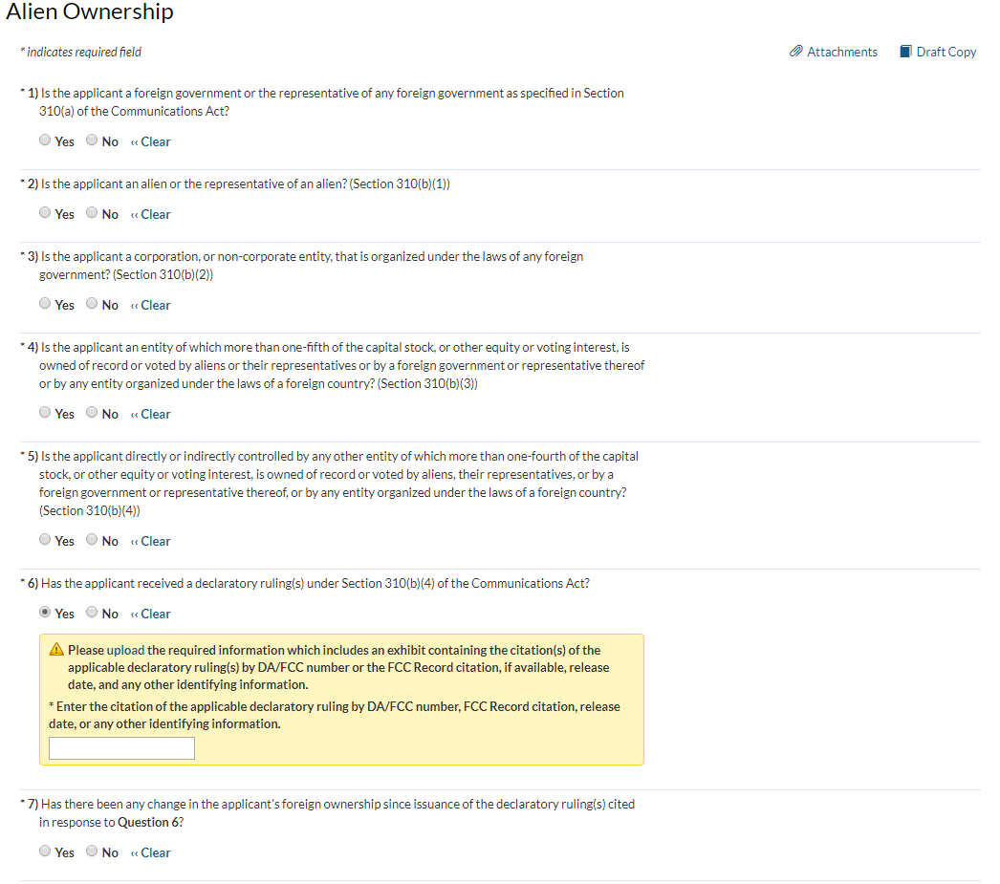 Alien Ownership
* indicates required field
Attachments Draft Copy
* 1) Is the applicant a foreign government or the representative of any foreign government as specified in Section
310(a) of the Communications Act?
Yes No ‹‹ Clear
* 2) Is the applicant an alien or the representative of an alien? (Section 310(b)(1))
Yes No ‹‹ Clear
* 3) Is the applicant a corporation, or non-corporate entity, that is organized under the laws of any foreign
government? (Section 310(b)(2))
Yes No ‹‹ Clear
* 4) Is the applicant an entity of which more than one-fifth of the capital stock, or other equity or voting interest, is
owned of record or voted by aliens or their representatives or by a foreign government or representative thereof
or by any entity organized under the laws of a foreign country? (Section 310(b)(3))
Yes No ‹‹ Clear
* 5) Is the applicant directly or indirectly controlled by any other entity of which more than one-fourth of the capital
stock, or other equity or voting interest, is owned of record or voted by aliens, their representatives, or by a
foreign government or representative thereof, or by any entity organized under the laws of a foreign country?
(Section 310(b)(4))
Yes No ‹‹ Clear
* 6) Has the applicant received a declaratory ruling(s) under Section 310(b)(4) of the Communications Act?
Yes No ‹‹ Clear
Please upload the required information which includes an exhibit containing the citation(s) of the
applicable declaratory ruling(s) by DA/FCC number or the FCC Record citation, if available, release
date, and any other identifying information.
* Enter the citation of the applicable declaratory ruling by DA/FCC number, FCC Record citation, release
date, or any other identifying information.
* 7) Has there been any change in the applicant's foreign ownership since issuance of the declaratory ruling(s) cited
in response to Question 6?
Yes No ‹‹ Clear